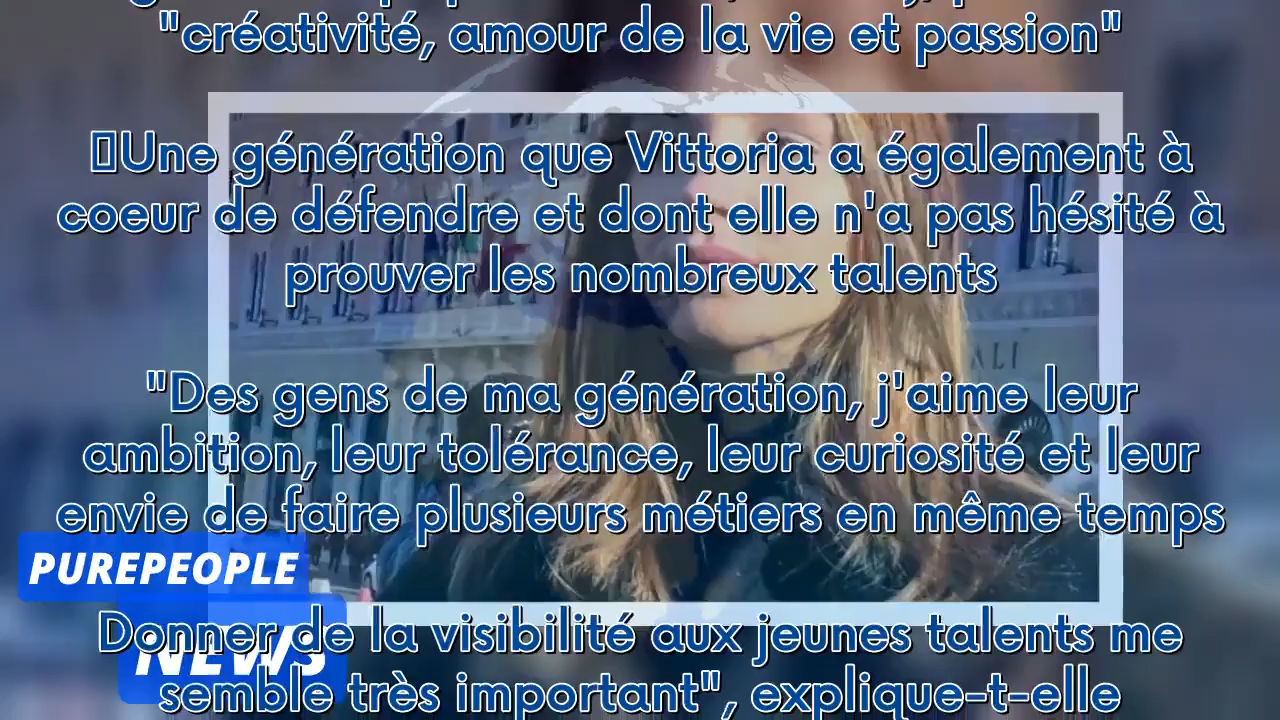 "créativité, amour de la vie et passion"
Une génération que Vittoria a également à
coeur de défendre et dont elle n'a pas hésité à
prouver les nombreux talents
"Des gens de ma génération, j'aime leur
ambition, leur tolérance, leur curiosité et leur
envie de faire plusieurs métiers en même temps
PUREPEOPLE
Donner de la visibilité aux jeunes talents me
NEWS
semble très important", explique-t-elle
ALI